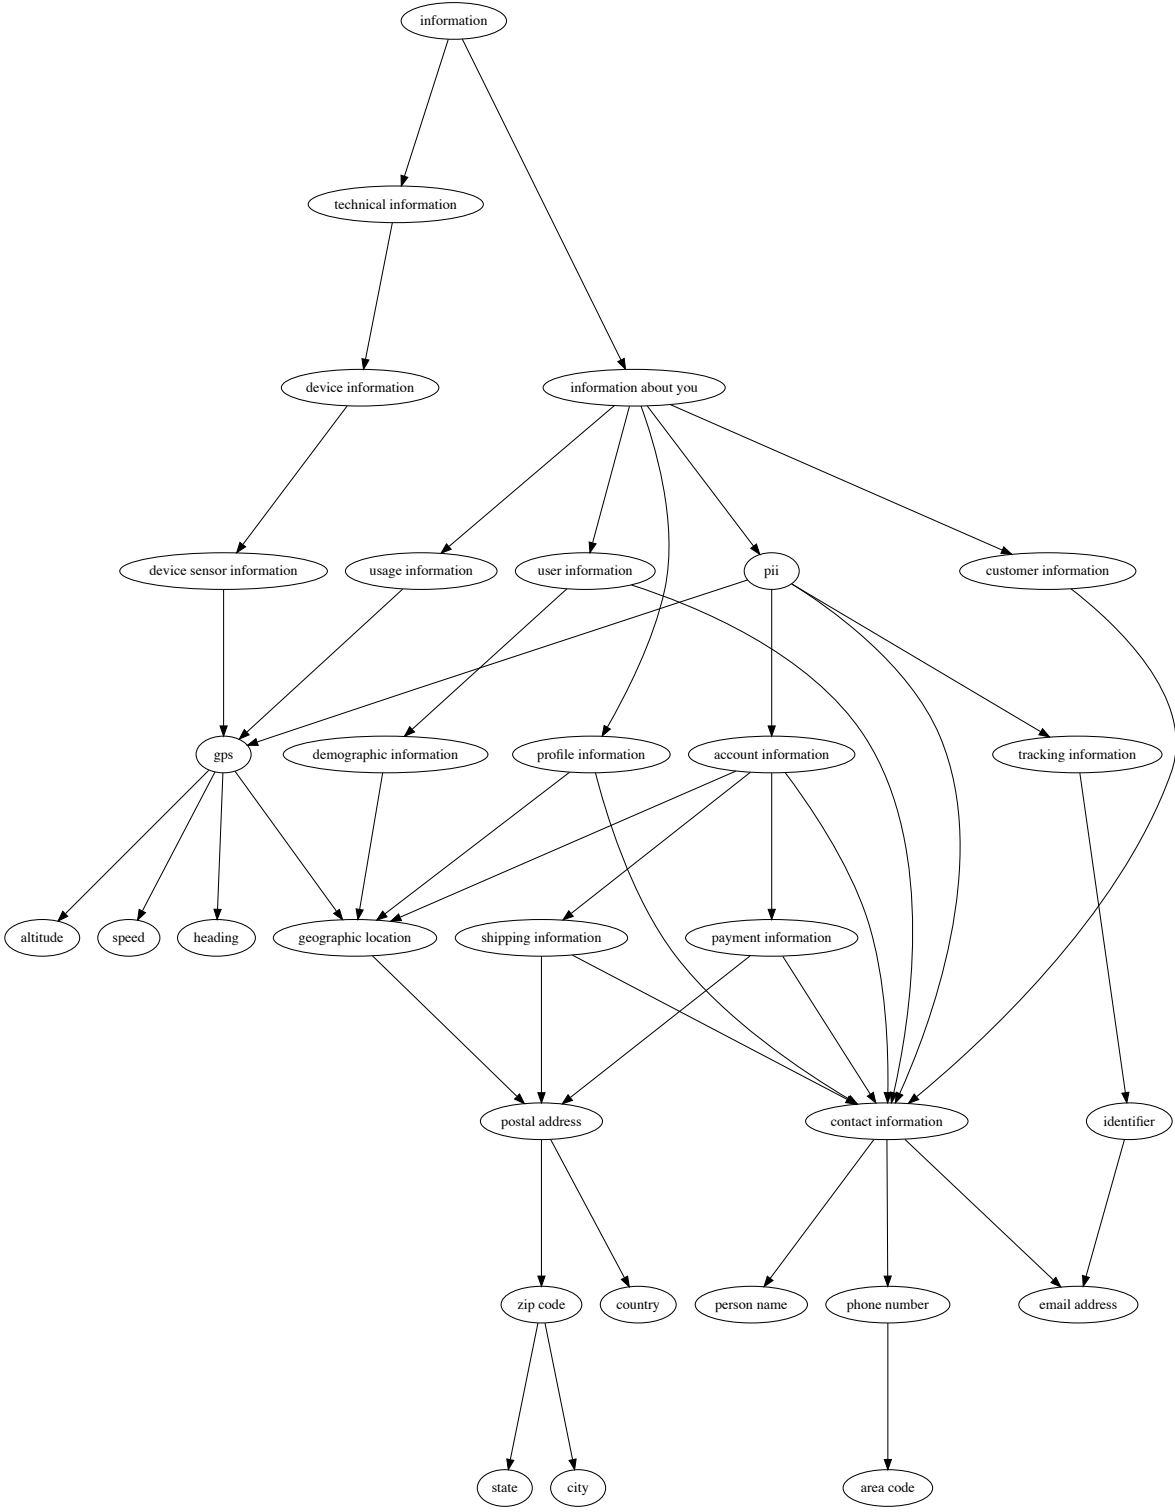 information
technical information
device information
information about you
device sensor information
usage information
user information
pii
customer information
gps
demographic information
profile information
account information
tracking information
altitude
speed
heading
geographic location
shipping information
payment information
postal address
contact information
identifier
zip code
country
person name
phone number
email address
state
city
area code